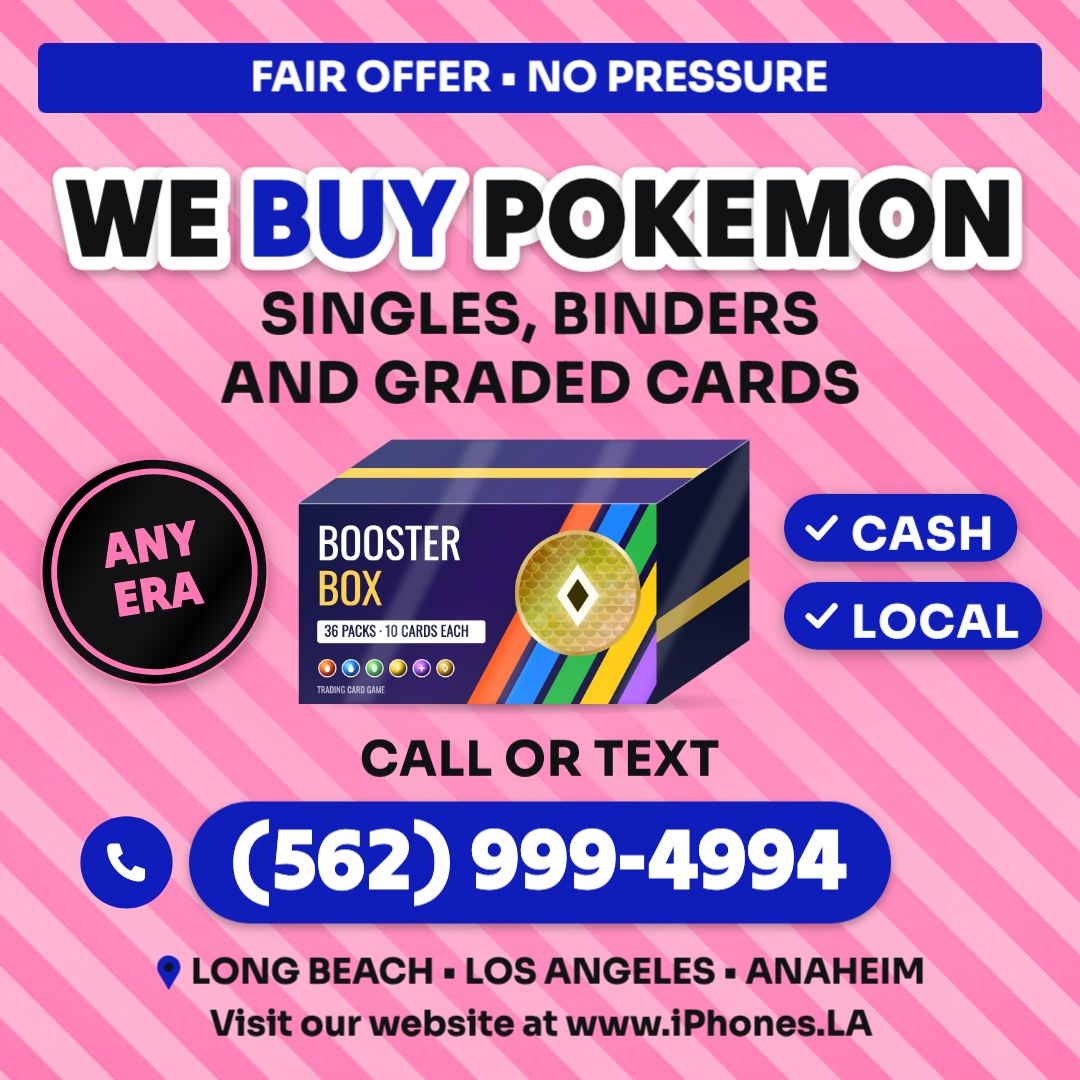 FAIR OFFER ▪ NO PRESSURE
WE BUY POKEMON
SINGLES, BINDERS
AND GRADED CARDS
ANY
ERA
BOOSTER
BOX
36 PACKS · 10 CARDS EACH
TRADING CARD GAME
CASH
LOCAL
CALL OR TEXT
(562) 999-4994
LONG BEACH ▪ LOS ANGELES ▪ ANAHEIM
Visit our website at www.iPhones.LA